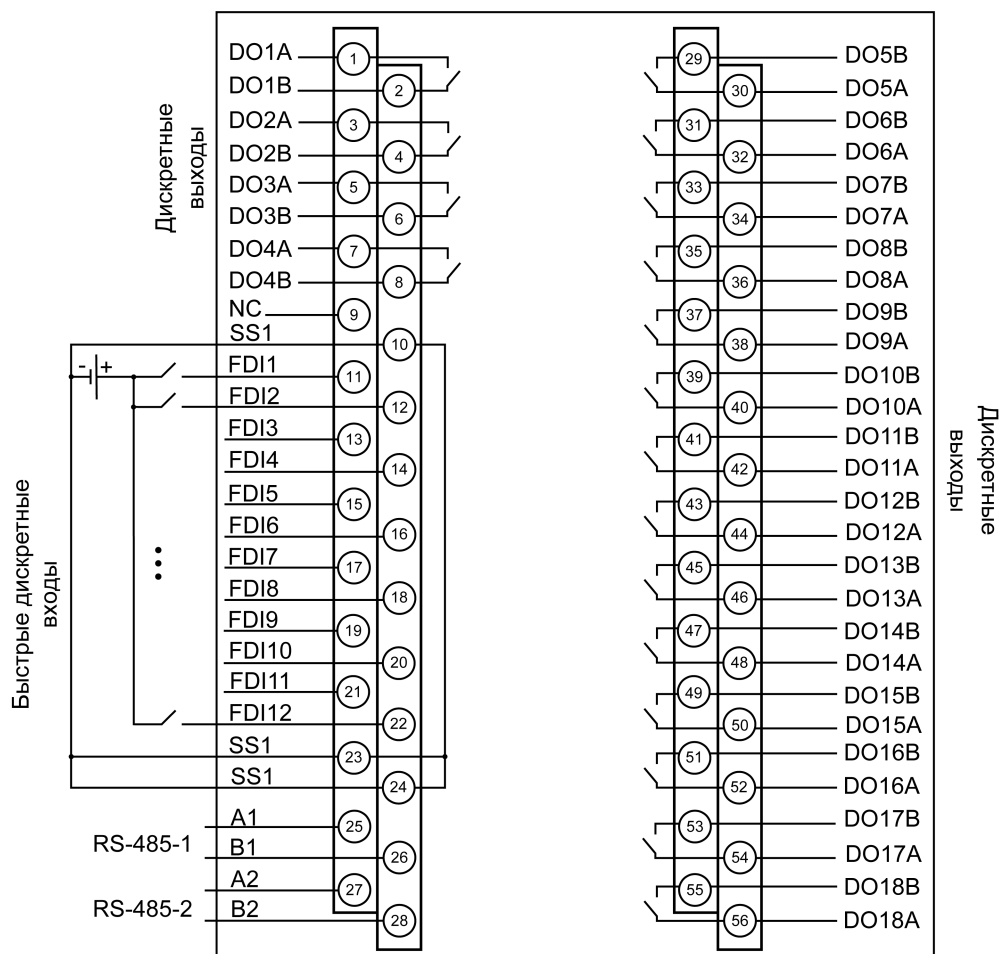 Дискретные
выходы
DO1A 1
DO1B 2
DO2A 3
DO2B 4
DO3A 5
DO3B 6
DO4A 7
DO4B 8
NC 9
SS1 10
- +
FDI1 11
FDI2 12
FDI3 13
FDI4 14
FDI5 15
FDI6 16
FDI7 17
FDI8 18
FDI9 19
FDI10 20
FDI11 21
FDI12 22
SS1 23
SS1 24
Быстрые дискретные
входы
RS-485-1
A1 25
B1 26
RS-485-2
A2 27
B2 28
29 DO5B
30 DO5A
31 DO6B
32 DO6A
33 DO7B
34 DO7A
35 DO8B
36 DO8A
37 DO9B
38 DO9A
39 DO10B
40 DO10A
41 DO11B
42 DO11A
43 DO12B
44 DO12A
45 DO13B
46 DO13A
47 DO14B
48 DO14A
49 DO15B
50 DO15A
51 DO16B
52 DO16A
53 DO17B
54 DO17A
55 DO18B
56 DO18A
Дискретные
выходы